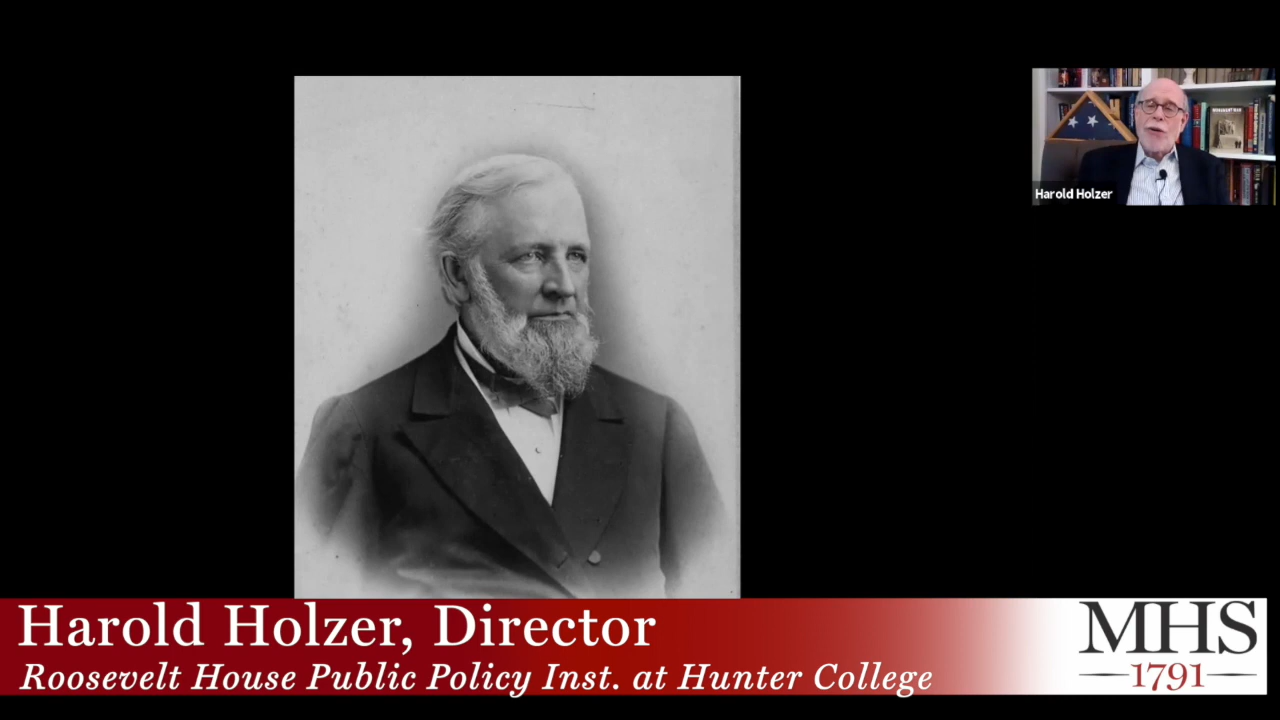 Harold Holzer
Harold Holzer, Director
Roosevelt House Public Policy Inst. at Hunter College
MHS
1791